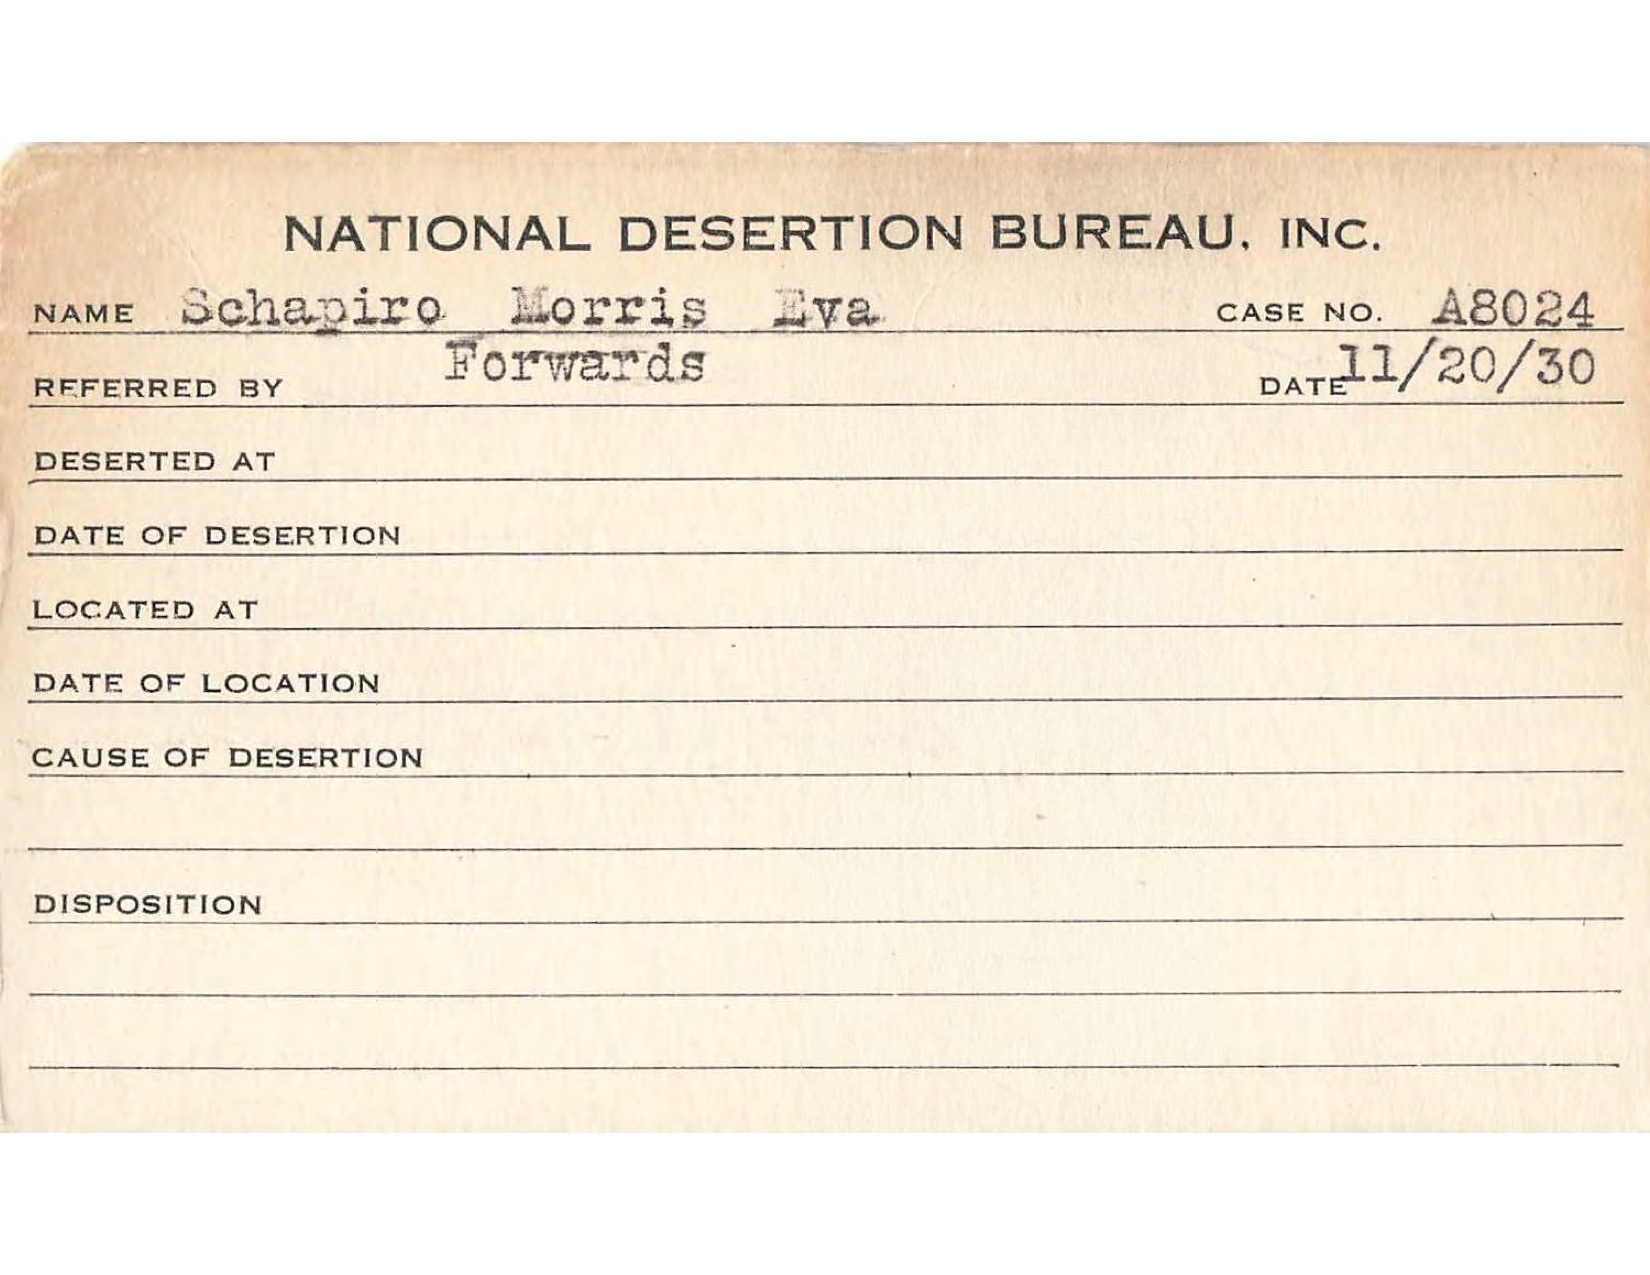 NATIONAL DESERTION BUREAU, INC.
NAME Schapiro Morris Eva CASE NO. A8024
REFERRED BY Forwards DATE 11/20/30
DESERTED AT
DATE OF DESERTION
LOCATED AT
DATE OF LOCATION
CAUSE OF DESERTION
DISPOSITION